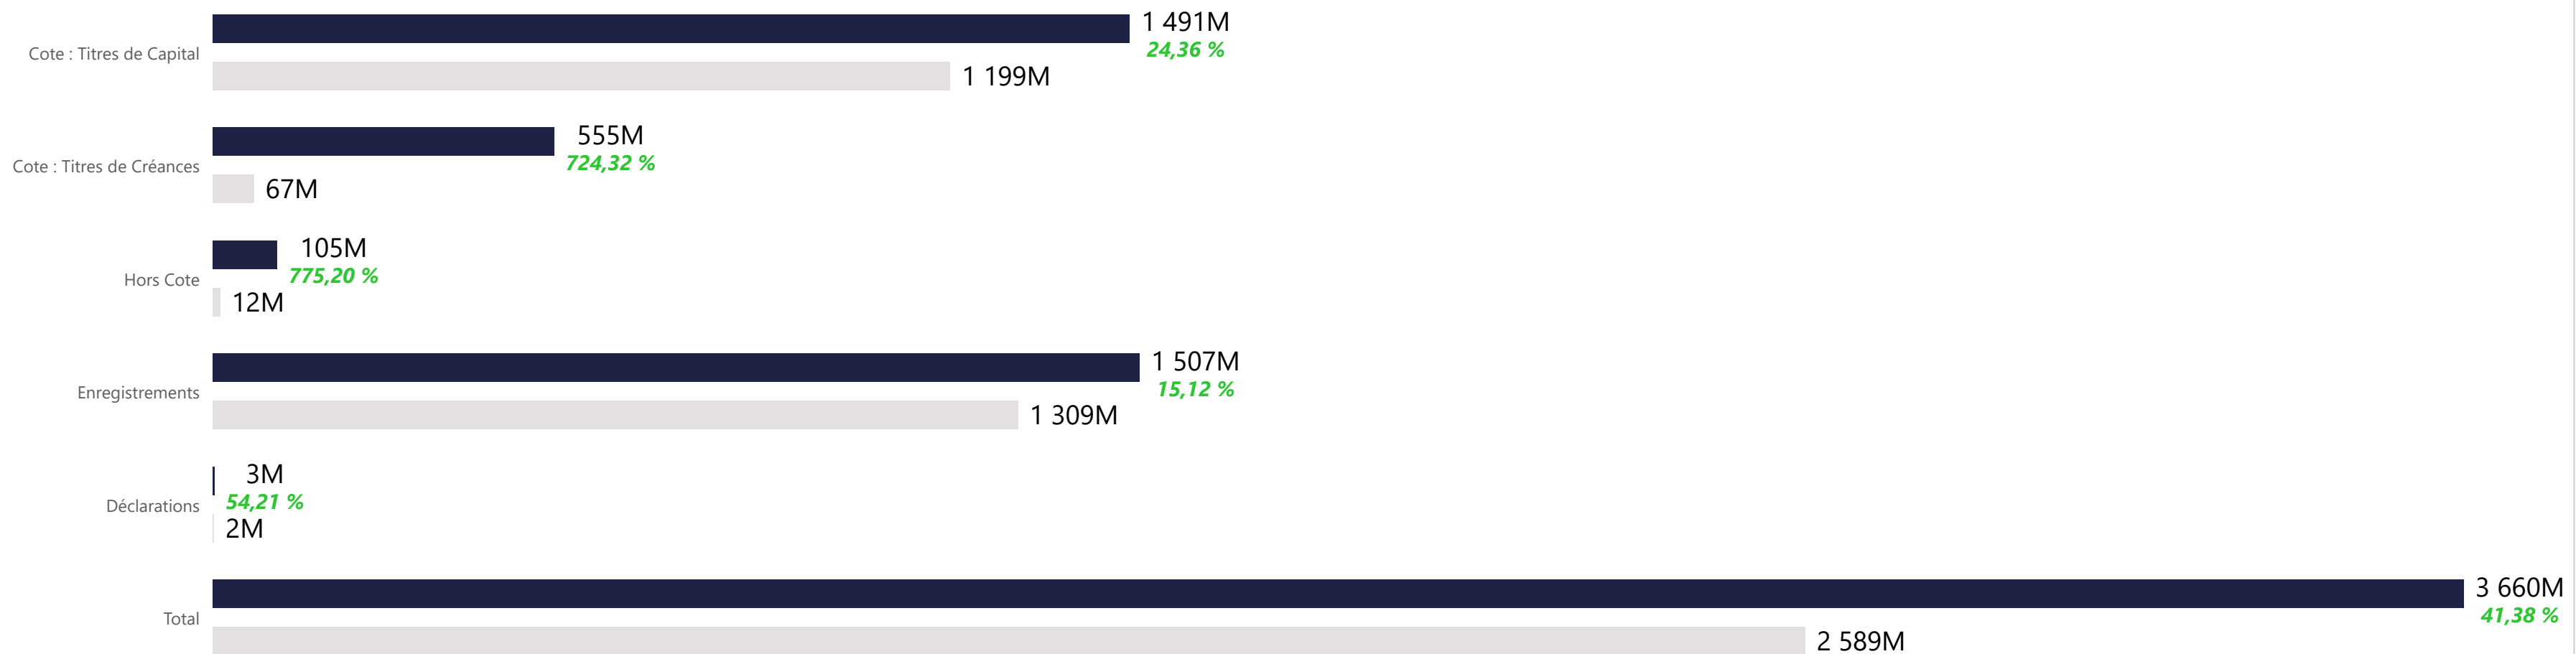 1 491M
24,36 %
Cote : Titres de Capital
1 199M
555M
724,32 %
Cote : Titres de Créances
67M
105M
775,20 %
Hors Cote
12M
1 507M
15,12 %
Enregistrements
1 309M
3M
54,21 %
Déclarations
2M
3 660M
41,38 %
Total
2 589M